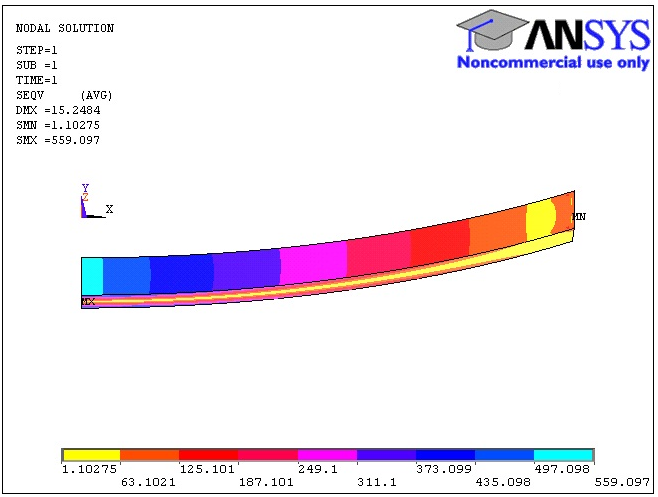 NODAL SOLUTION
STEP=1
SUB =1
TIME=1
SEQV (AVG)
DMX =15.2484
SMN =1.10275
SMX =559.097
ANSYS
Noncommercial use only
Y
Z
X
MN
MX
1.10275 125.101 249.1 373.099 497.098
63.1021 187.101 311.1 435.098 559.097